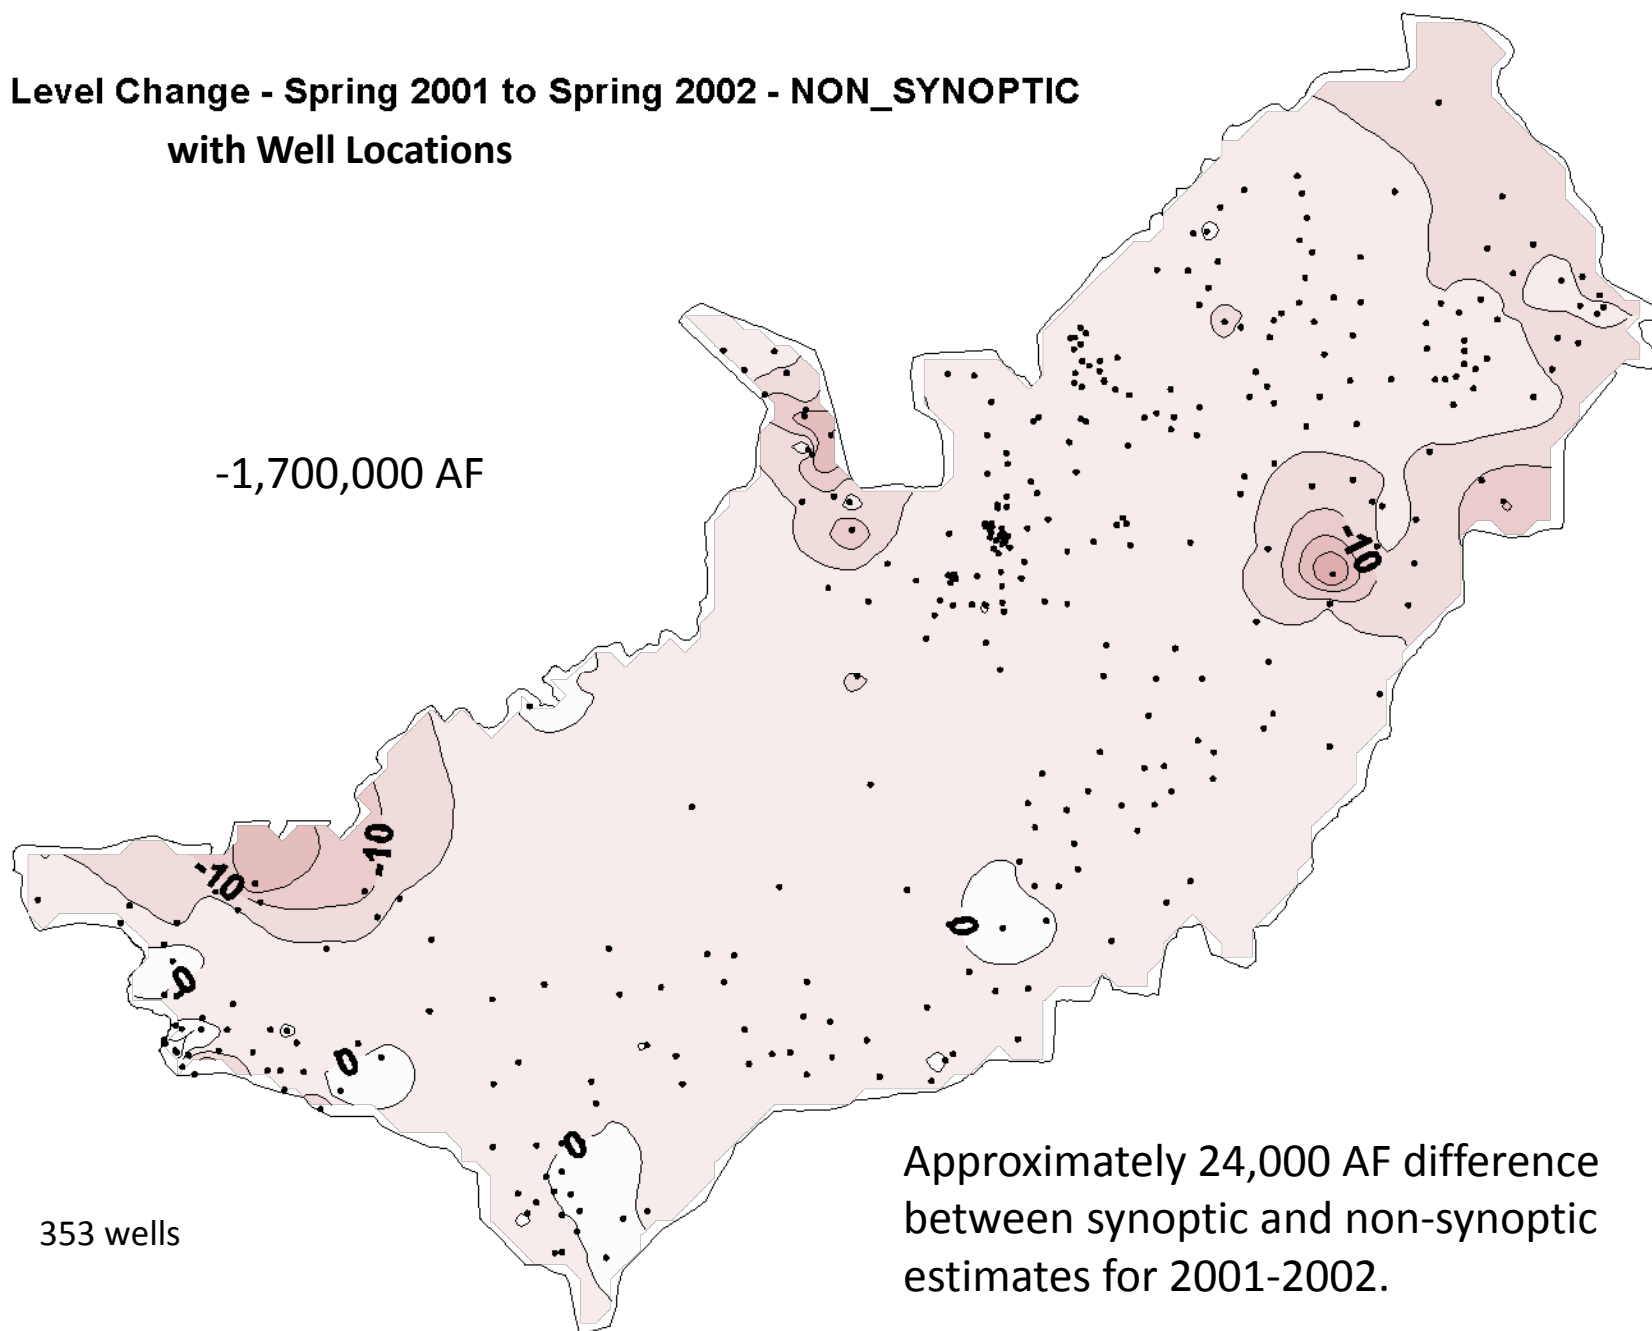 Level Change - Spring 2001 to Spring 2002 - NON_SYNOPTIC
with Well Locations
-1,700,000 AF
-10
-10
-10
0
0
0
0
Approximately 24,000 AF difference
between synoptic and non-synoptic
estimates for 2001-2002.
353 wells